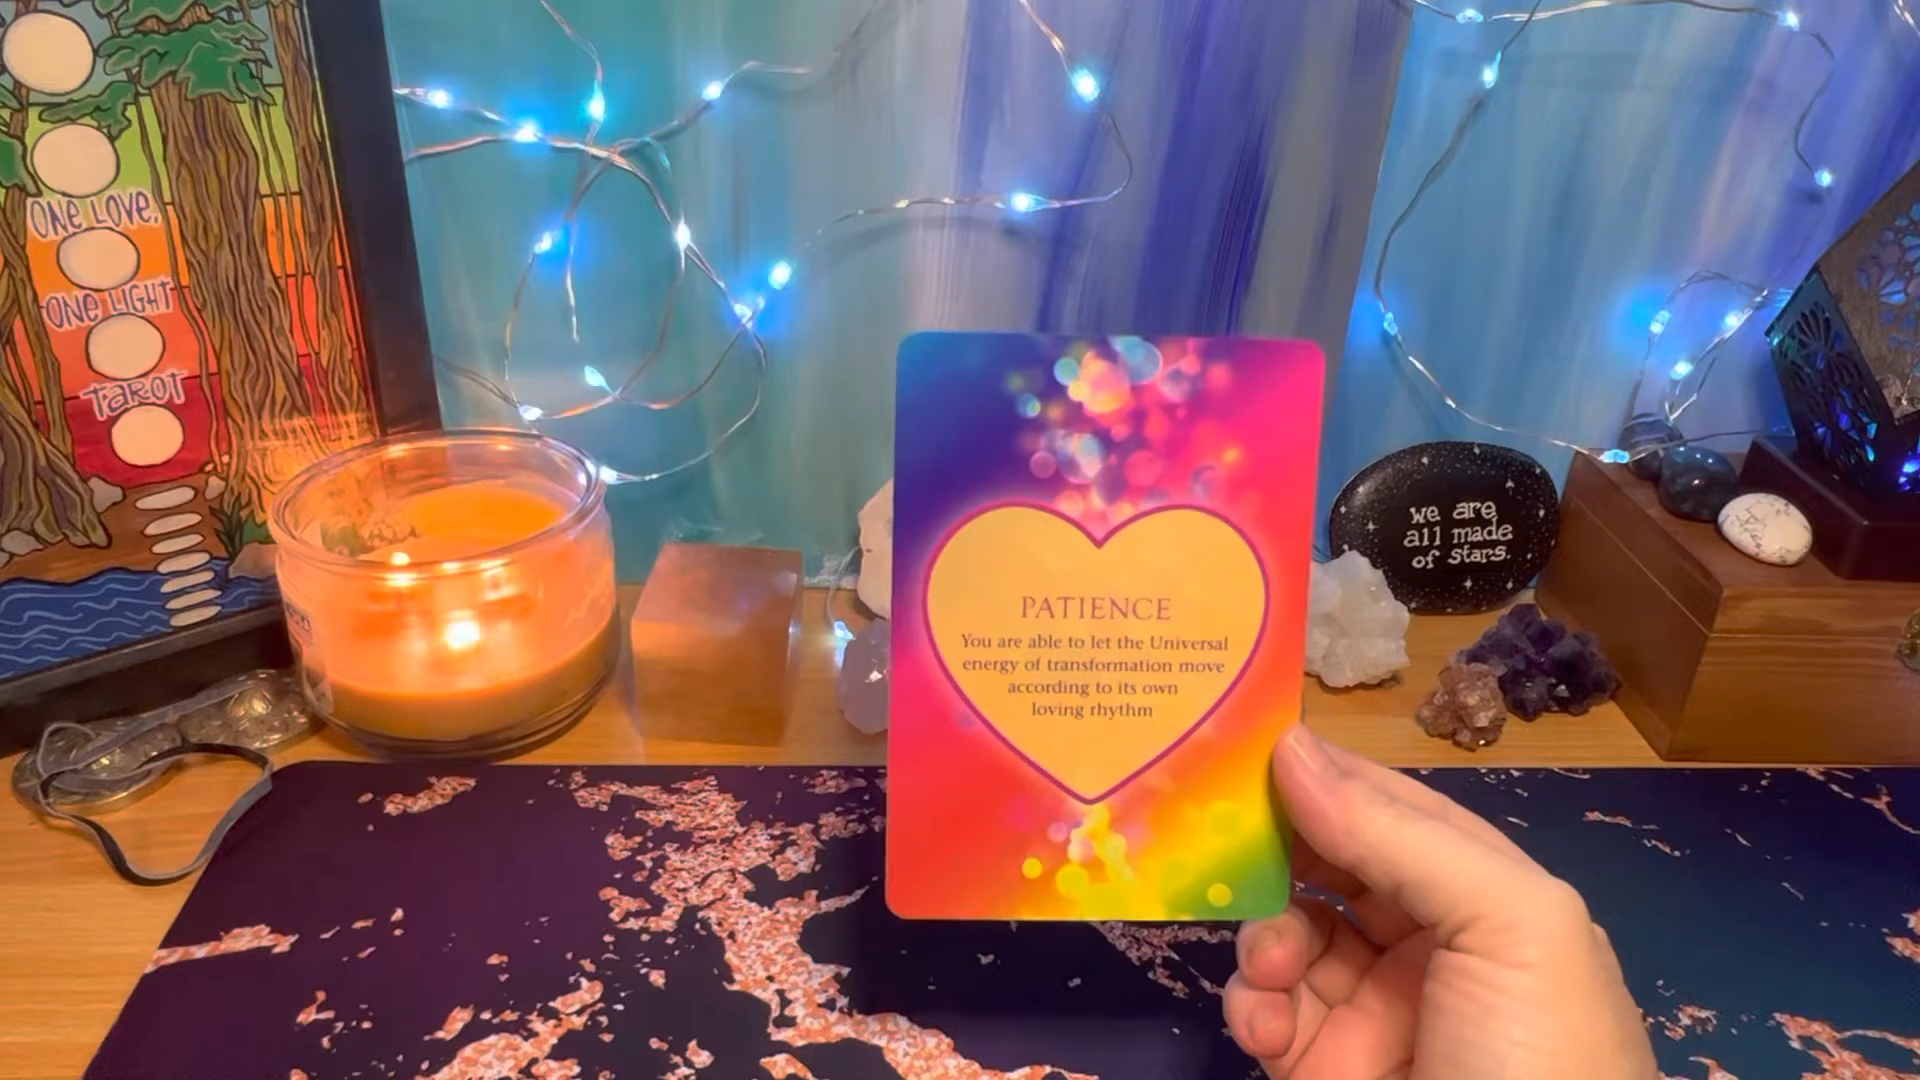 ONE LOVE,
ONE LIGHT
TAROT
PATIENCE
You are able to let the Universal
energy of transformation move
according to its own
loving rhythm
we are
all made
of stars.